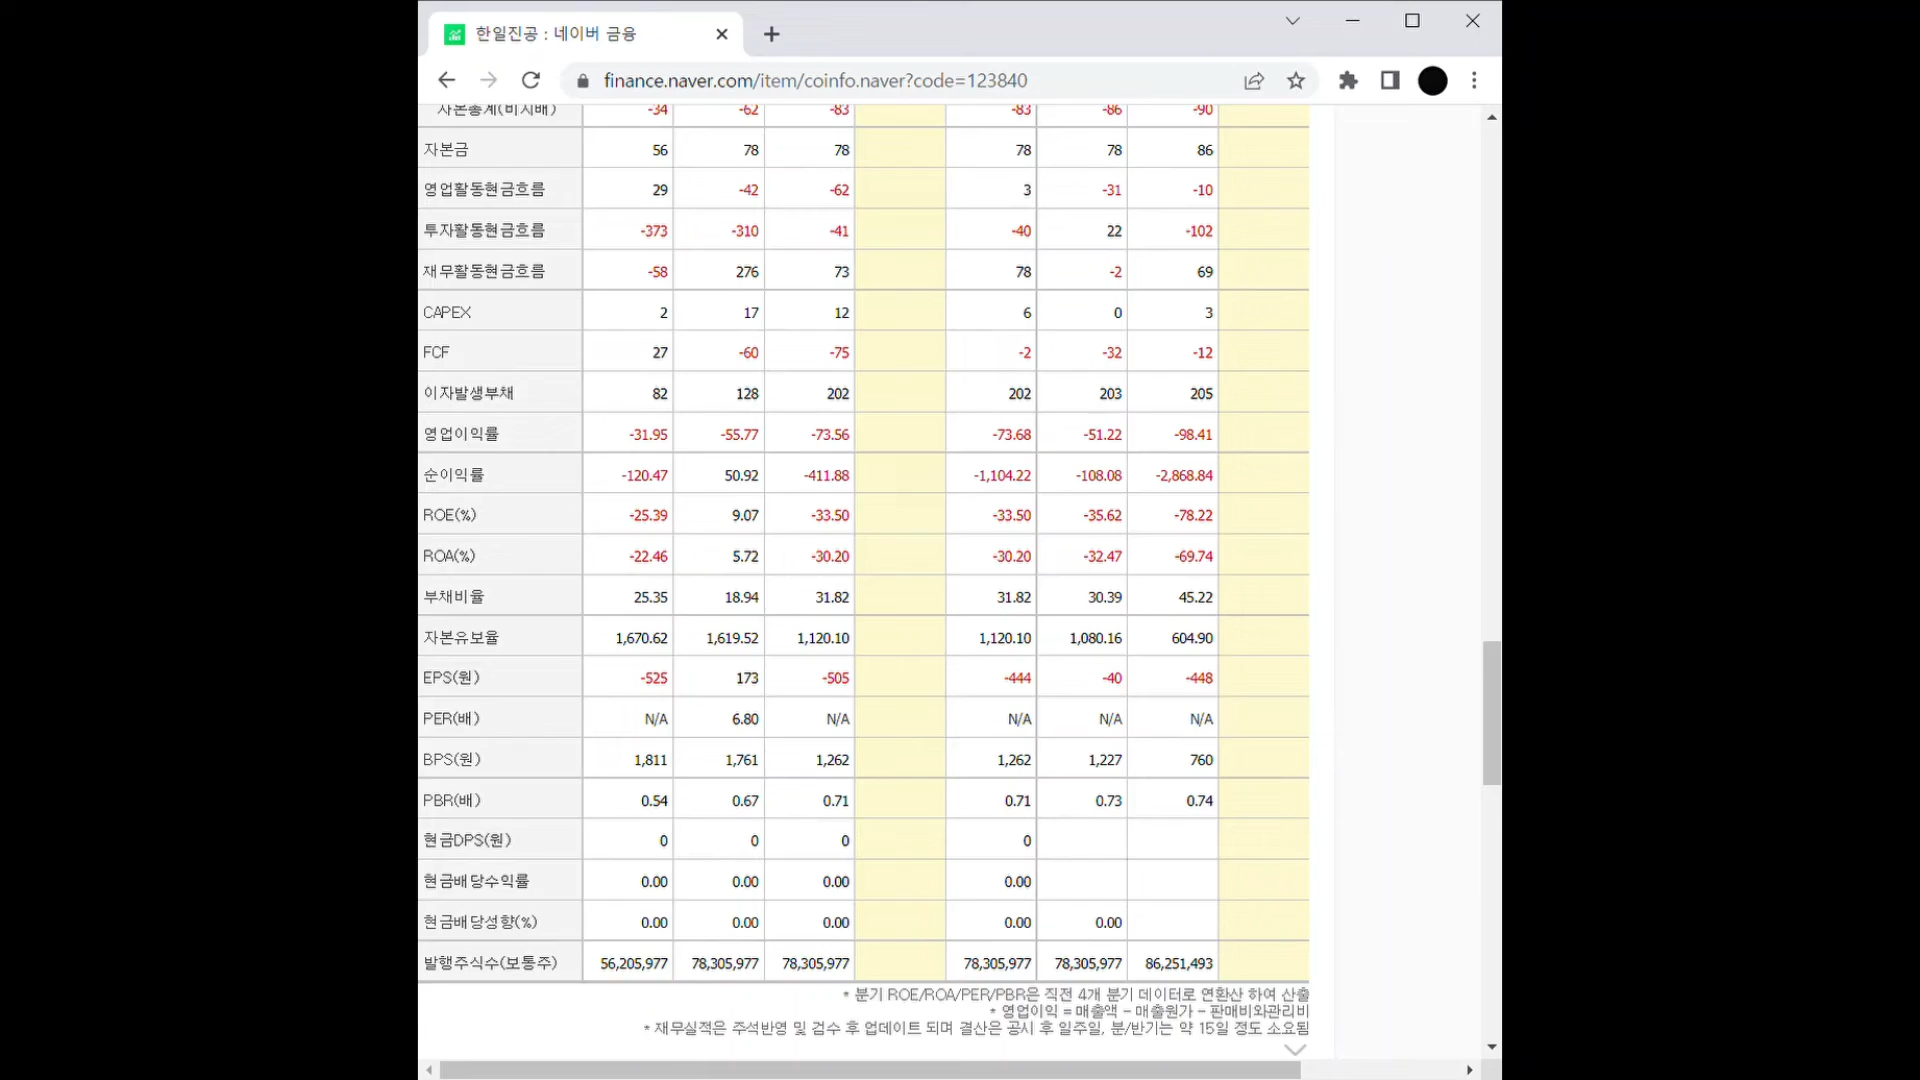 한일진공 : 네이버 금융
finance.naver.com/item/coinfo.naver?code=123840
자본총계(비지배) -34 -62 -83 -83 -86 -90
자본금 56 78 78 78 78 86
영업활동현금흐름 29 -42 -62 3 -31 -10
투자활동현금흐름 -373 -310 -41 -40 22 -102
재무활동현금흐름 -58 276 73 78 -2 69
CAPEX 2 17 12 6 0 3
FCF 27 -60 -75 -2 -32 -12
이자발생부채 82 128 202 202 203 205
영업이익률 -31.95 -55.77 -73.56 -73.68 -51.22 -98.41
순이익률 -120.47 50.92 -411.88 -1,104.22 -108.08 -2,868.84
ROE(%) -25.39 9.07 -33.50 -33.50 -35.62 -78.22
ROA(%) -22.46 5.72 -30.20 -30.20 -32.47 -69.74
부채비율 25.35 18.94 31.82 31.82 30.39 45.22
자본유보율 1,670.62 1,619.52 1,120.10 1,120.10 1,080.16 604.90
EPS(원) -525 173 -505 -444 -40 -448
PER(배) N/A 6.80 N/A N/A N/A N/A
BPS(원) 1,811 1,761 1,262 1,262 1,227 760
PBR(배) 0.54 0.67 0.71 0.71 0.73 0.74
현금DPS(원) 0 0 0 0
현금배당수익률 0.00 0.00 0.00 0.00
현금배당성향(%) 0.00 0.00 0.00 0.00 0.00
발행주식수(보통주) 56,205,977 78,305,977 78,305,977 78,305,977 78,305,977 86,251,493
* 분기 ROE/ROA/PER/PBR은 직전 4개 분기 데이터로 연환산 하여 산출
* 영업이익 = 매출액 - 매출원가 - 판매비와관리비
* 재무실적은 주석반영 및 검수 후 업데이트 되며 결산은 공시 후 일주일, 분/반기는 약 15일 정도 소요됨